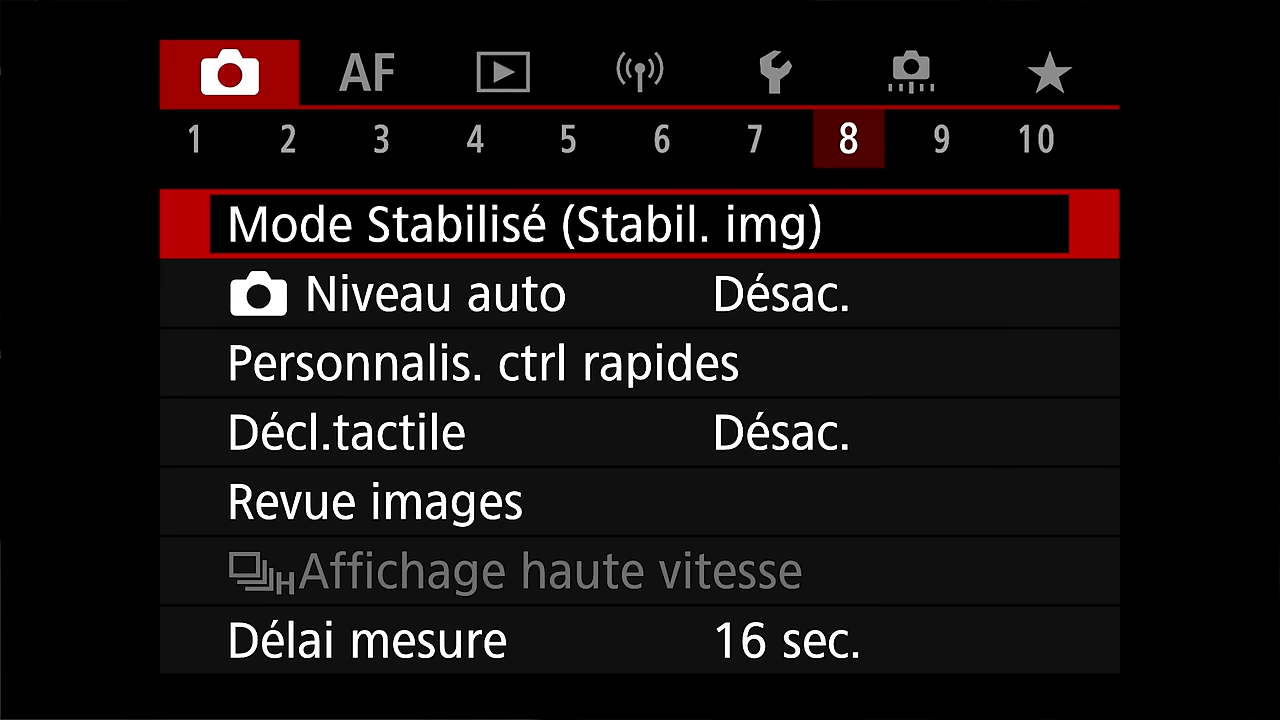 AF
1 2 3 4 5 6 7 8 9 10
Mode Stabilisé (Stabil. img)
Niveau auto Désac.
Personnalis. ctrl rapides
Décl.tactile Désac.
Revue images
H Affichage haute vitesse
Délai mesure 16 sec.